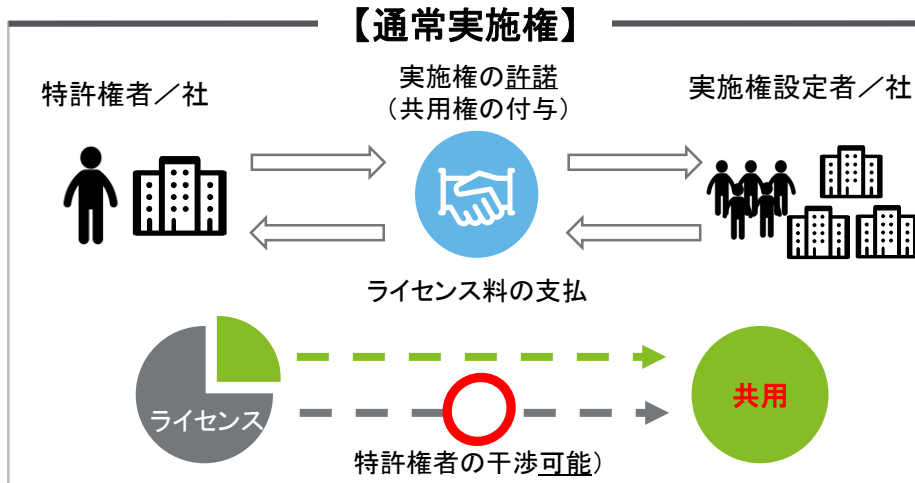 【通常実施権】
特許権者／社
実施権の許諾
（共用権の付与）
実施権設定者／社
ライセンス料の支払
ライセンス
共用
特許権者の干渉可能）